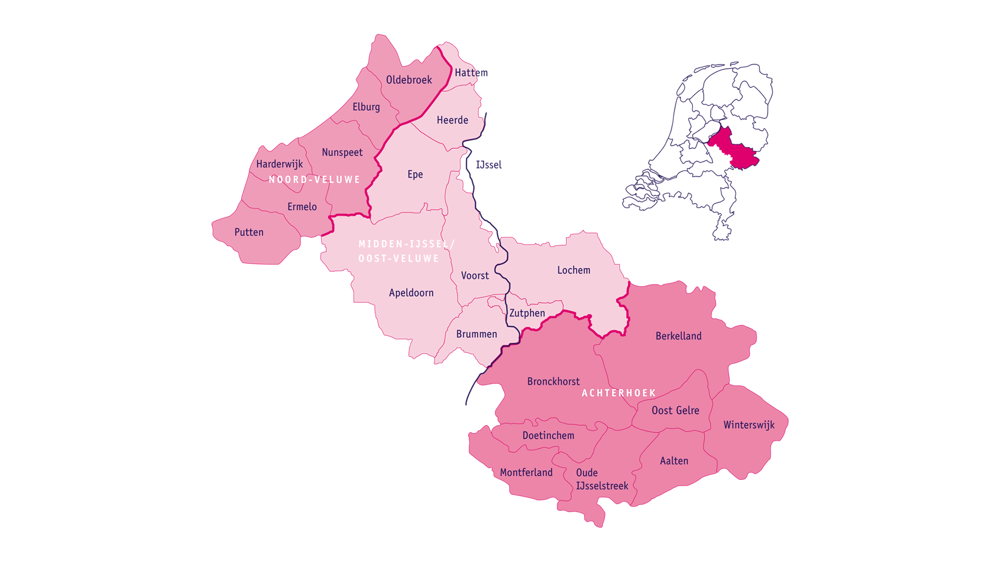 Hattem
Oldebroek
Elburg
Heerde
Nunspeet
Harderwijk
IJssel
Epe
NOORD-VELUWE
Ermelo
Putten
MIDDEN-IJSSEL/
OOST-VELUWE
Lochem
Voorst
Apeldoorn
Zutphen
Brummen
Berkelland
Bronckhorst
ACHTERHOEK
Oost Gelre
Winterswijk
Doetinchem
Aalten
Montferland
Oude
IJsselstreek